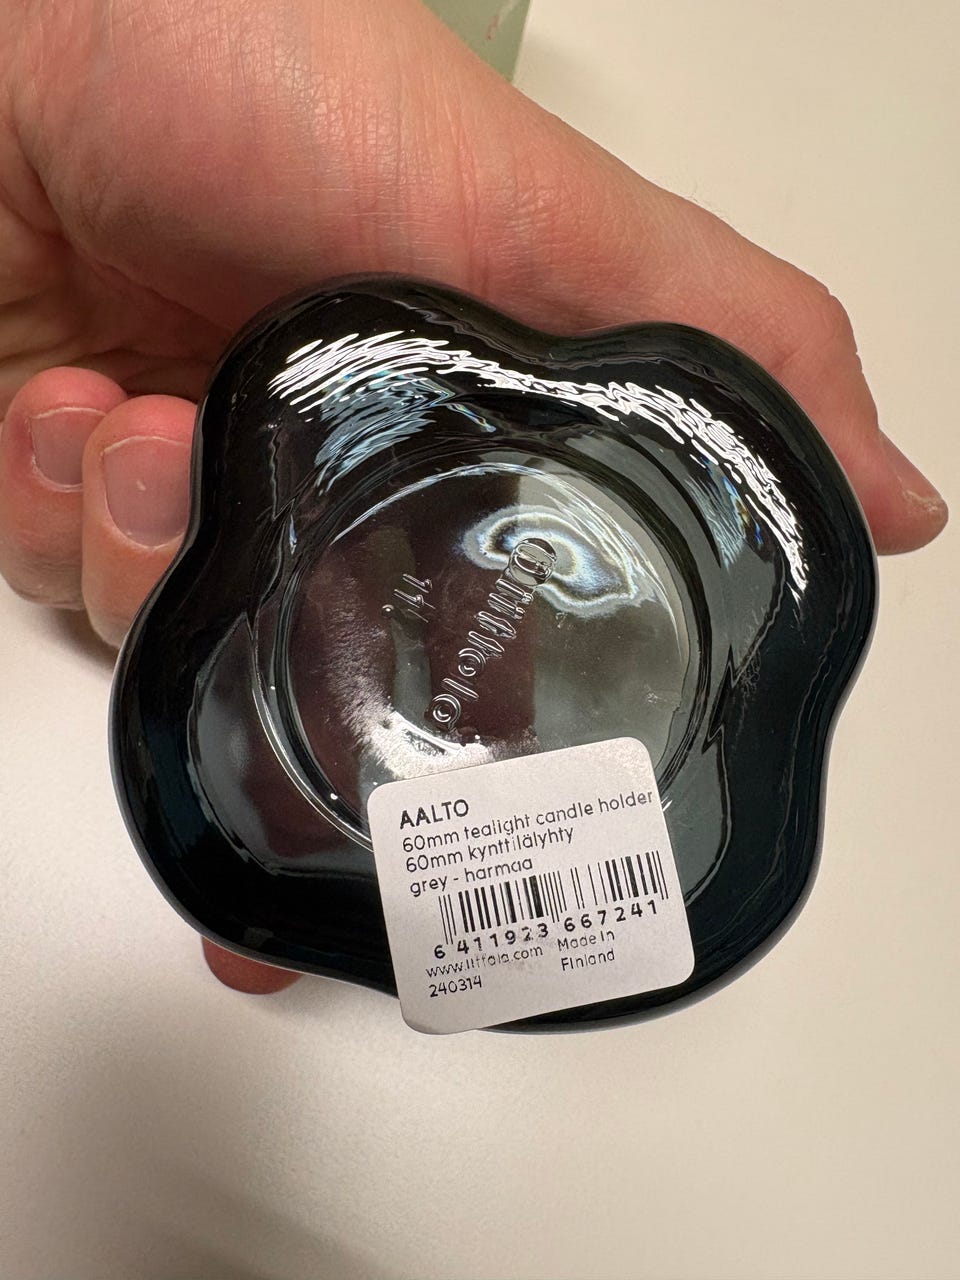 iittala
AALTO
60mm tealight candle holder
60mm kynttilälyhty
grey - harmaa
6 411923 667241
www.iittala.com
Made in
Finland
240314